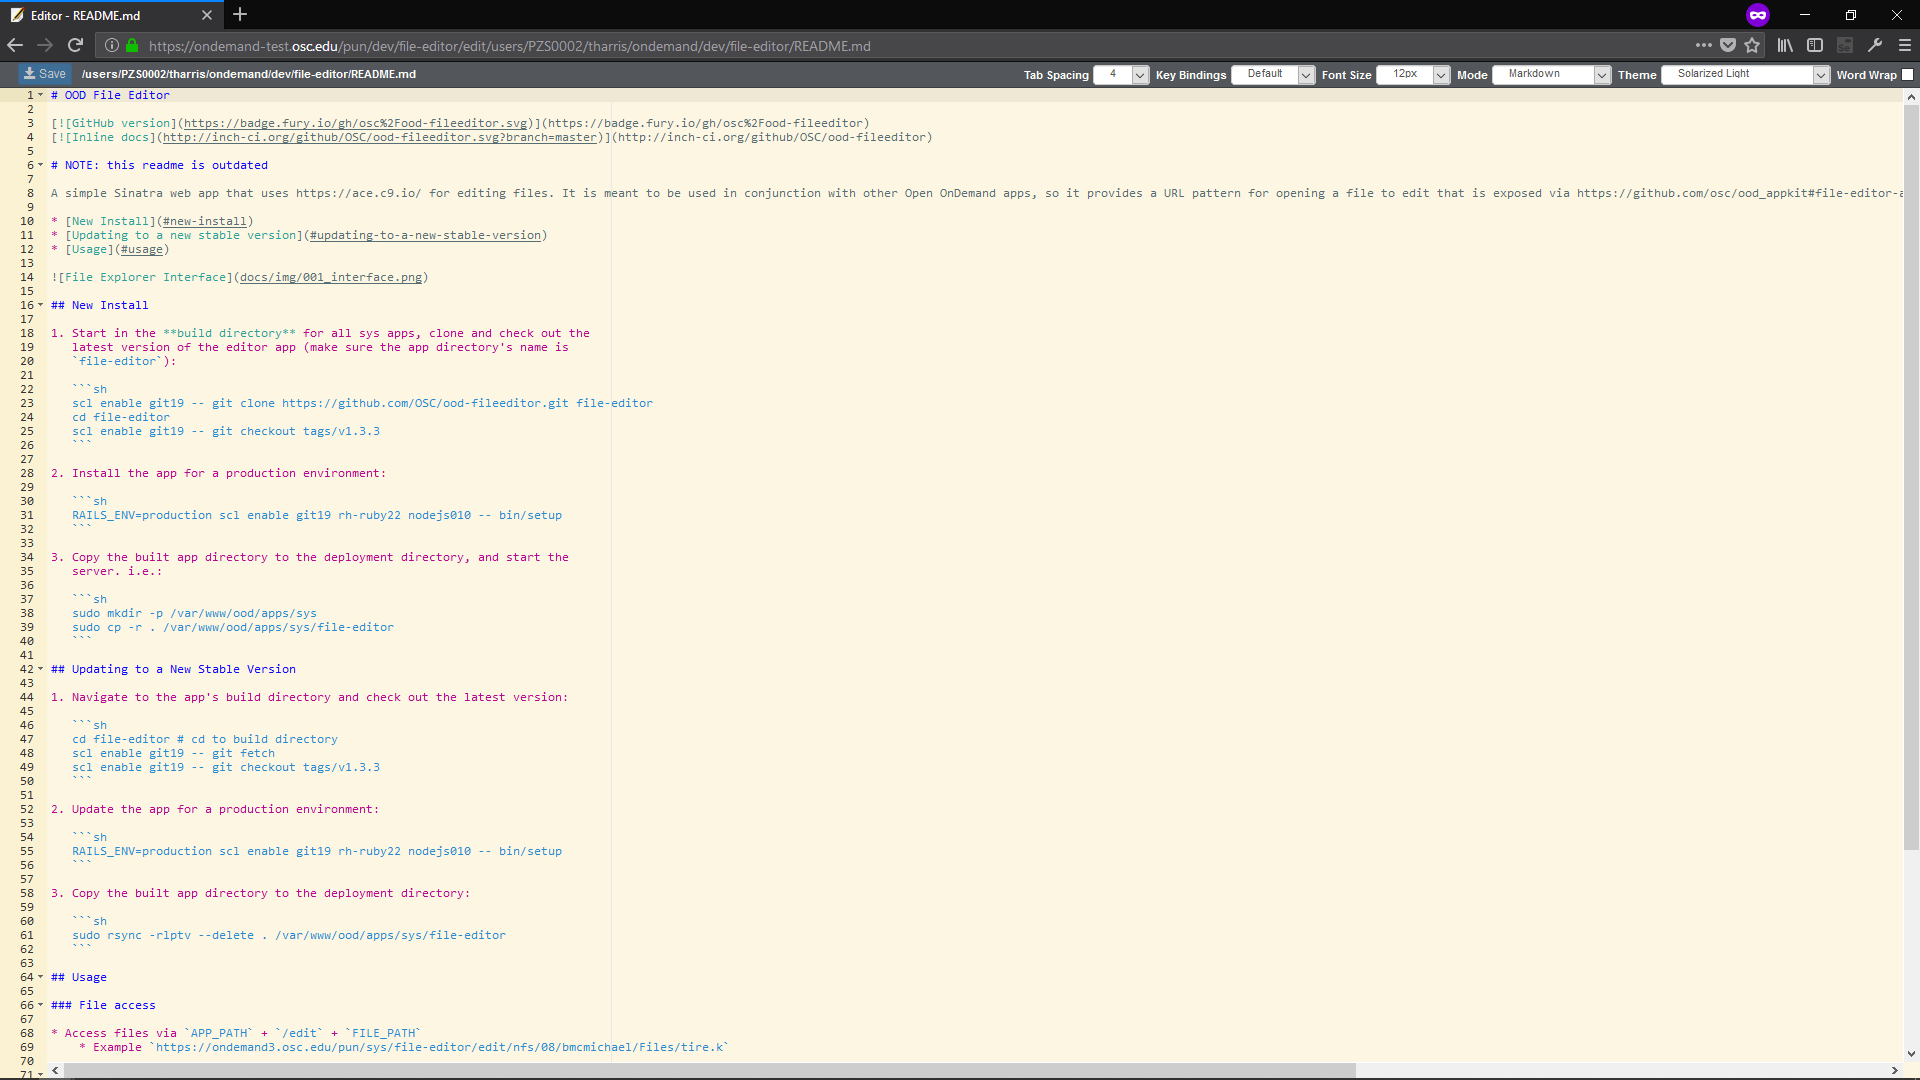 Editor - README.md
https://ondemand-test.osc.edu/pun/dev/file-editor/edit/users/PZS0002/tharris/ondemand/dev/file-editor/README.md
Save /users/PZS0002/tharris/ondemand/dev/file-editor/README.md Tab Spacing 4 Key Bindings Default Font Size 12px Mode Markdown Theme Solarized Light Word Wrap
1 # OOD File Editor
2
3 [![GitHub version](https://badge.fury.io/gh/osc%2Food-fileeditor.svg)](https://badge.fury.io/gh/osc%2Food-fileeditor)
4 [![Inline docs](http://inch-ci.org/github/OSC/ood-fileeditor.svg?branch=master)](http://inch-ci.org/github/OSC/ood-fileeditor)
5
6 # NOTE: this readme is outdated
7
8 A simple Sinatra web app that uses https://ace.c9.io/ for editing files. It is meant to be used in conjunction with other Open OnDemand apps, so it provides a URL pattern for opening a file to edit that is exposed via https://github.com/osc/ood_appkit#file-editor-a
9
10 * [New Install](#new-install)
11 * [Updating to a new stable version](#updating-to-a-new-stable-version)
12 * [Usage](#usage)
13
14 ![File Explorer Interface](docs/img/001_interface.png)
15
16 ## New Install
17
18 1. Start in the **build directory** for all sys apps, clone and check out the
19 latest version of the editor app (make sure the app directory's name is
20 `file-editor`):
21
22 ```sh
23 scl enable git19 -- git clone https://github.com/OSC/ood-fileeditor.git file-editor
24 cd file-editor
25 scl enable git19 -- git checkout tags/v1.3.3
26 ```
27
28 2. Install the app for a production environment:
29
30 ```sh
31 RAILS_ENV=production scl enable git19 rh-ruby22 nodejs010 -- bin/setup
32 ```
33
34 3. Copy the built app directory to the deployment directory, and start the
35 server. i.e.:
36
37 ```sh
38 sudo mkdir -p /var/www/ood/apps/sys
39 sudo cp -r . /var/www/ood/apps/sys/file-editor
40 ```
41
42 ## Updating to a New Stable Version
43
44 1. Navigate to the app's build directory and check out the latest version:
45
46 ```sh
47 cd file-editor # cd to build directory
48 scl enable git19 -- git fetch
49 scl enable git19 -- git checkout tags/v1.3.3
50 ```
51
52 2. Update the app for a production environment:
53
54 ```sh
55 RAILS_ENV=production scl enable git19 rh-ruby22 nodejs010 -- bin/setup
56 ```
57
58 3. Copy the built app directory to the deployment directory:
59
60 ```sh
61 sudo rsync -rlptv --delete . /var/www/ood/apps/sys/file-editor
62 ```
63
64 ## Usage
65
66 ### File access
67
68 * Access files via `APP_PATH` + `/edit` + `FILE_PATH`
69 * Example `https://ondemand3.osc.edu/pun/sys/file-editor/edit/nfs/08/bmcmichael/Files/tire.k`
70
71